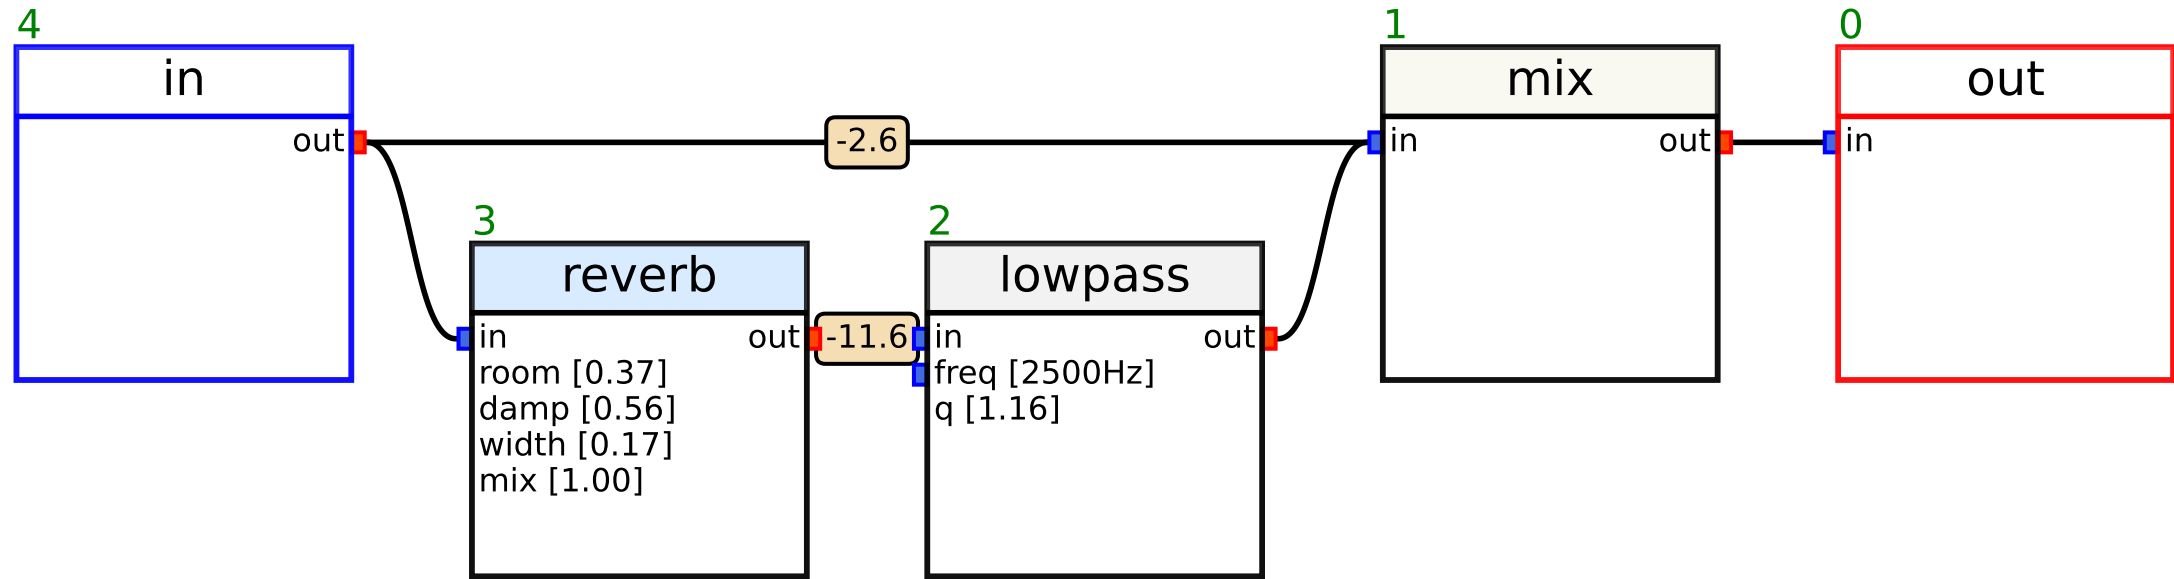 4
in
out
-2.6
1
mix
in
out
0
out
in
3
reverb
in
out
room [0.37]
damp [0.56]
width [0.17]
mix [1.00]
-11.6
2
lowpass
in
out
freq [2500Hz]
q [1.16]